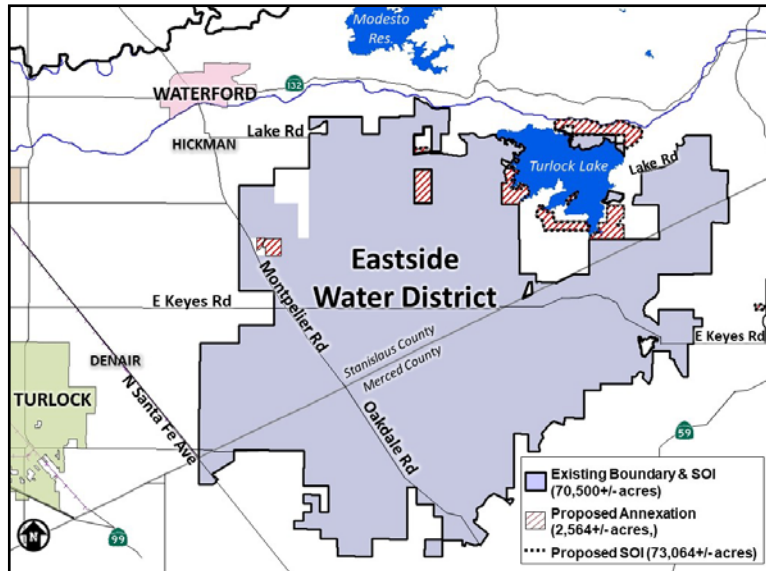 Modesto
Res.
132
WATERFORD
HICKMAN
Lake Rd
Turlock Lake
Lake Rd
Eastside
Water District
Montpelier Rd
E Keyes Rd
E Keyes Rd
Stanislaus County
Merced County
DENAIR
N Santa Fe Ave
TURLOCK
Oakdale Rd
59
99
N
Existing Boundary & SOI
(70,500+/- acres)
Proposed Annexation
(2,564+/- acres,)
Proposed SOI (73,064+/- acres)